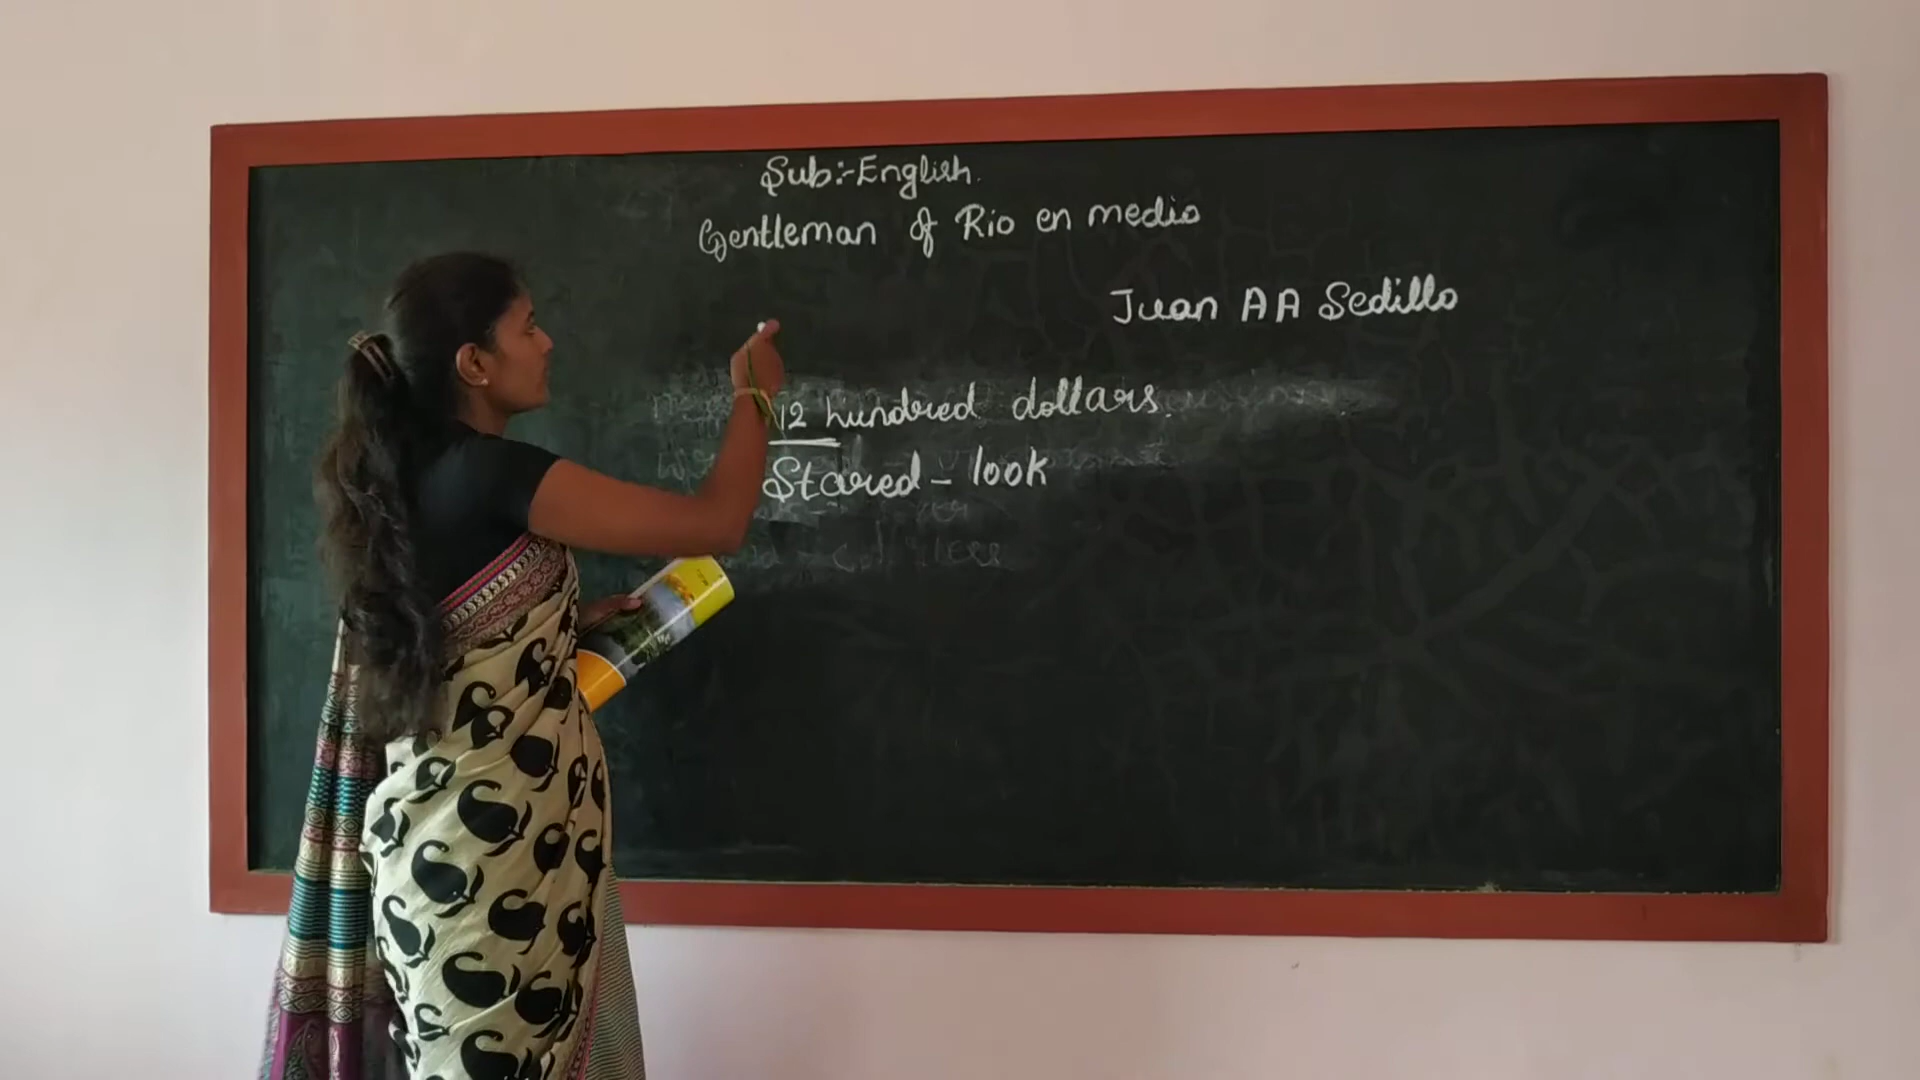 Sub:-English.
Gentleman of Rio en medio
Juan A A Sedillo
12 hundred dollars.
Stared - look